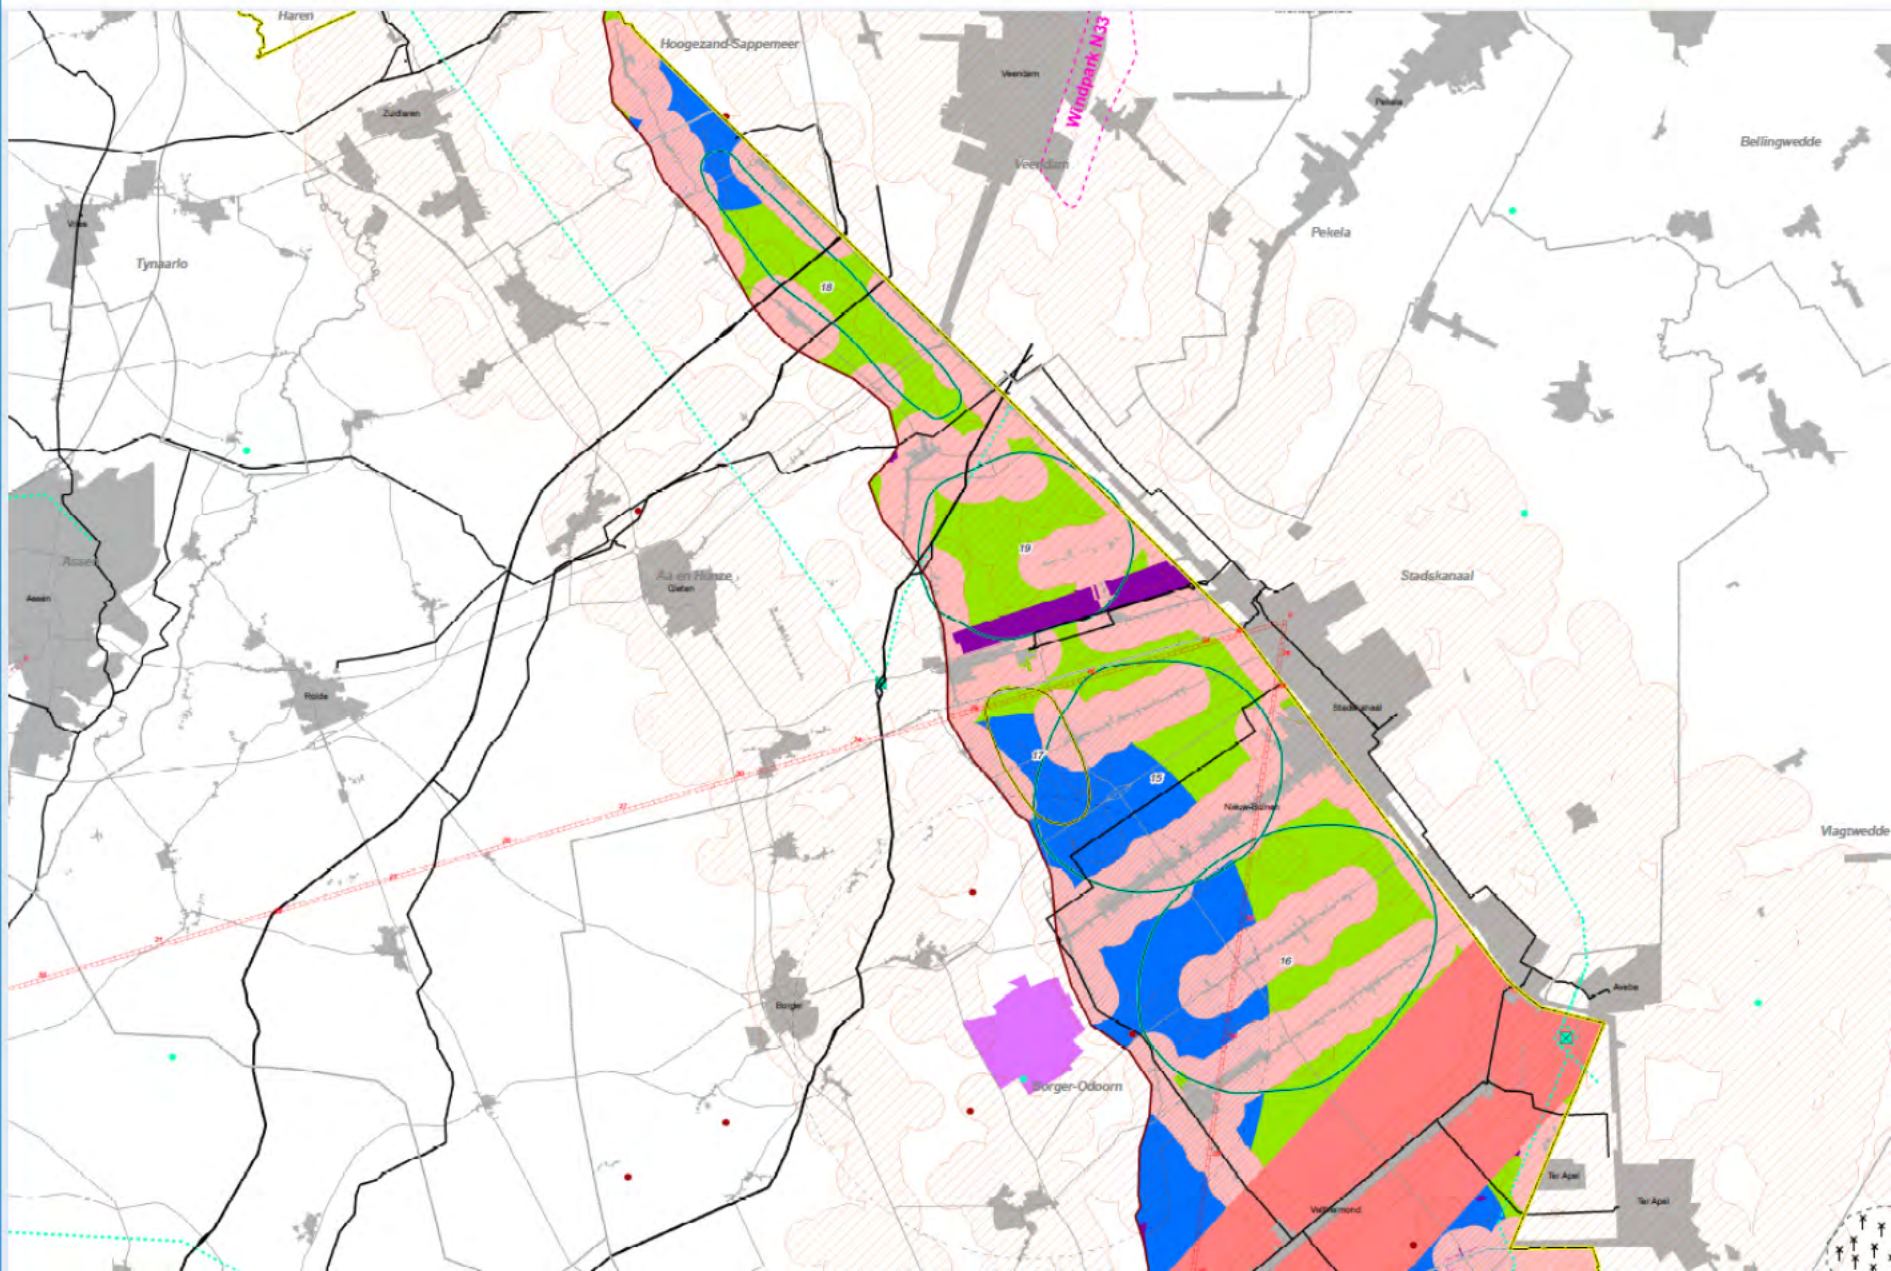 Haren
Hoogezand-Sappemeer
Veendam
Windpark N33
Pekela
Zuidlaren
Bellingwedde
Veendam
Vries
Pekela
Tynaarlo
18
19
Stadskanaal
Assen
Aa en Hunze
Gieten
Assen
Rolde
Stadskanaal
17
15
Nieuw-Buinen
Vlagtwedde
16
Avebe
Borger
Borger-Odoorn
Ter Apel
Ter Apel
Valthermond